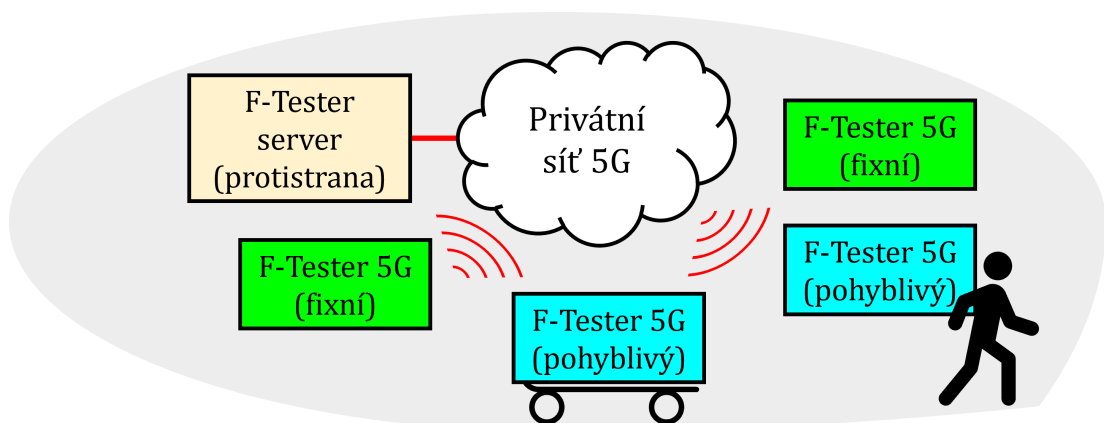 F-Tester
server
(protistrana)
Privátní
síť 5G
F-Tester 5G
(fixní)
F-Tester 5G
(fixní)
F-Tester 5G
(pohyblivý)
F-Tester 5G
(pohyblivý)